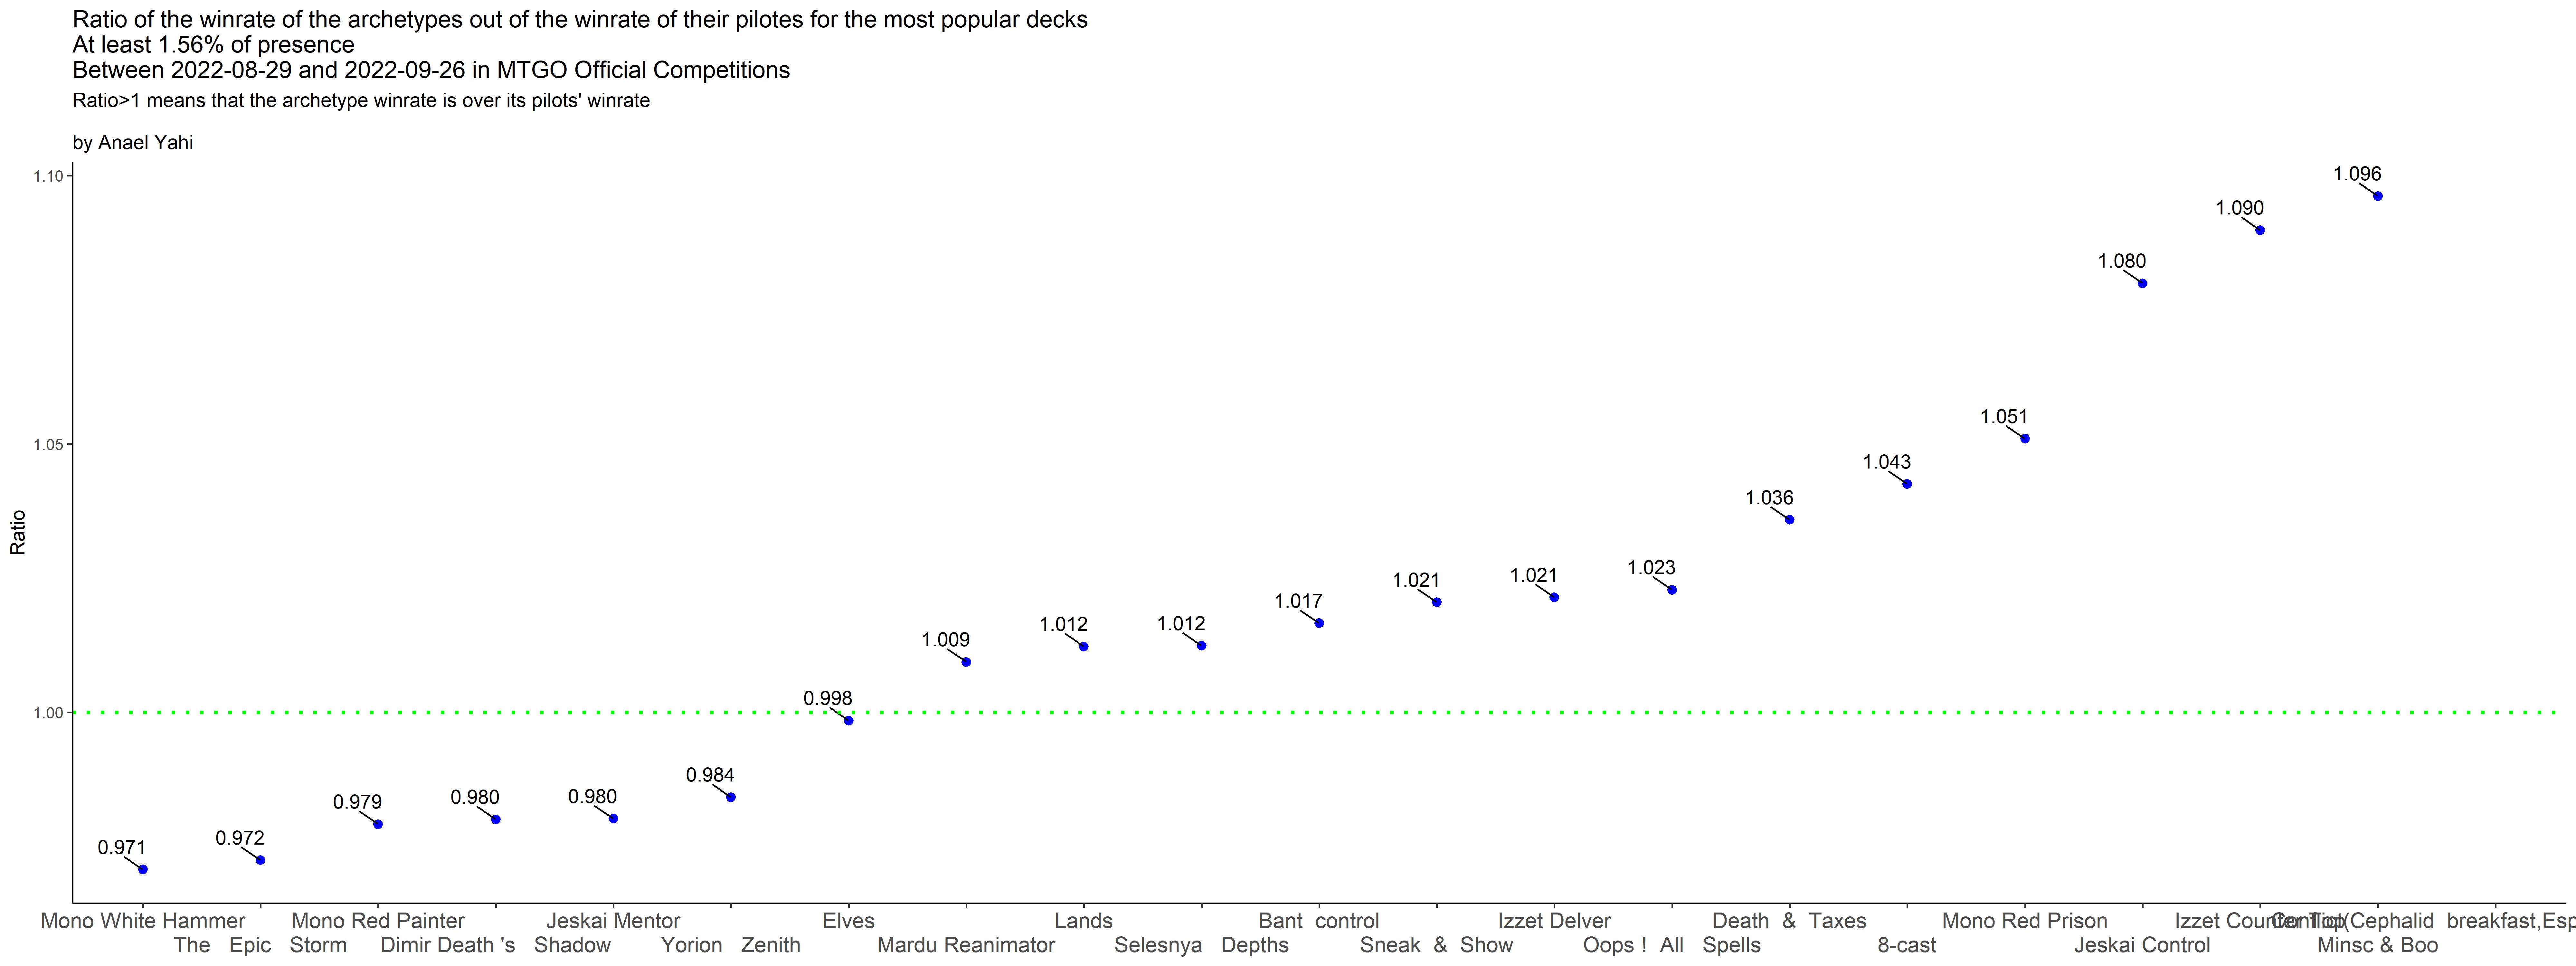 Ratio of the winrate of the archetypes out of the winrate of their pilotes for the most popular decks
At least 1.56% of presence
Between 2022-08-29 and 2022-09-26 in MTGO Official Competitions
Ratio>1 means that the archetype winrate is over its pilots' winrate
by Anael Yahi
1.10
1.05
1.00
Ratio
0.971
0.972
0.979
0.980
0.980
0.984
0.998
1.009
1.012
1.012
1.017
1.021
1.021
1.023
1.036
1.043
1.051
1.080
1.090
1.096
Mono White Hammer
The Epic Storm
Mono Red Painter
Dimir Death 's Shadow
Jeskai Mentor
Yorion Zenith
Elves
Mardu Reanimator
Lands
Selesnya Depths
Bant control
Sneak & Show
Izzet Delver
Oops ! All Spells
Death & Taxes
8-cast
Mono Red Prison
Jeskai Control
Izzet
Minsc & Boo
(Cephalid breakfast,Esp